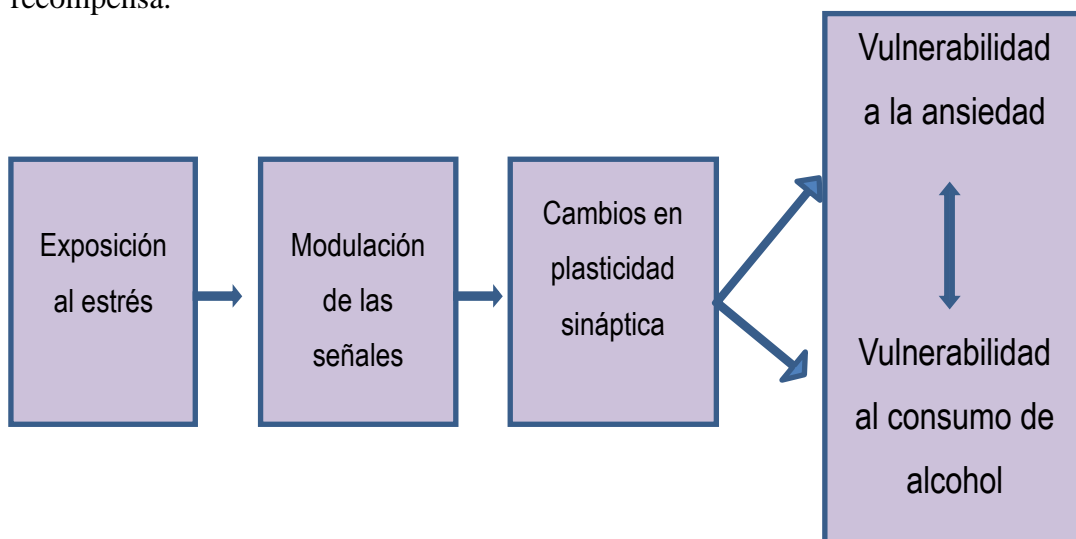 recompensa.
Exposición
al estrés
Modulación
de las
señales
Cambios en
plasticidad
sináptica
Vulnerabilidad
a la ansiedad
Vulnerabilidad
al consumo de
alcohol